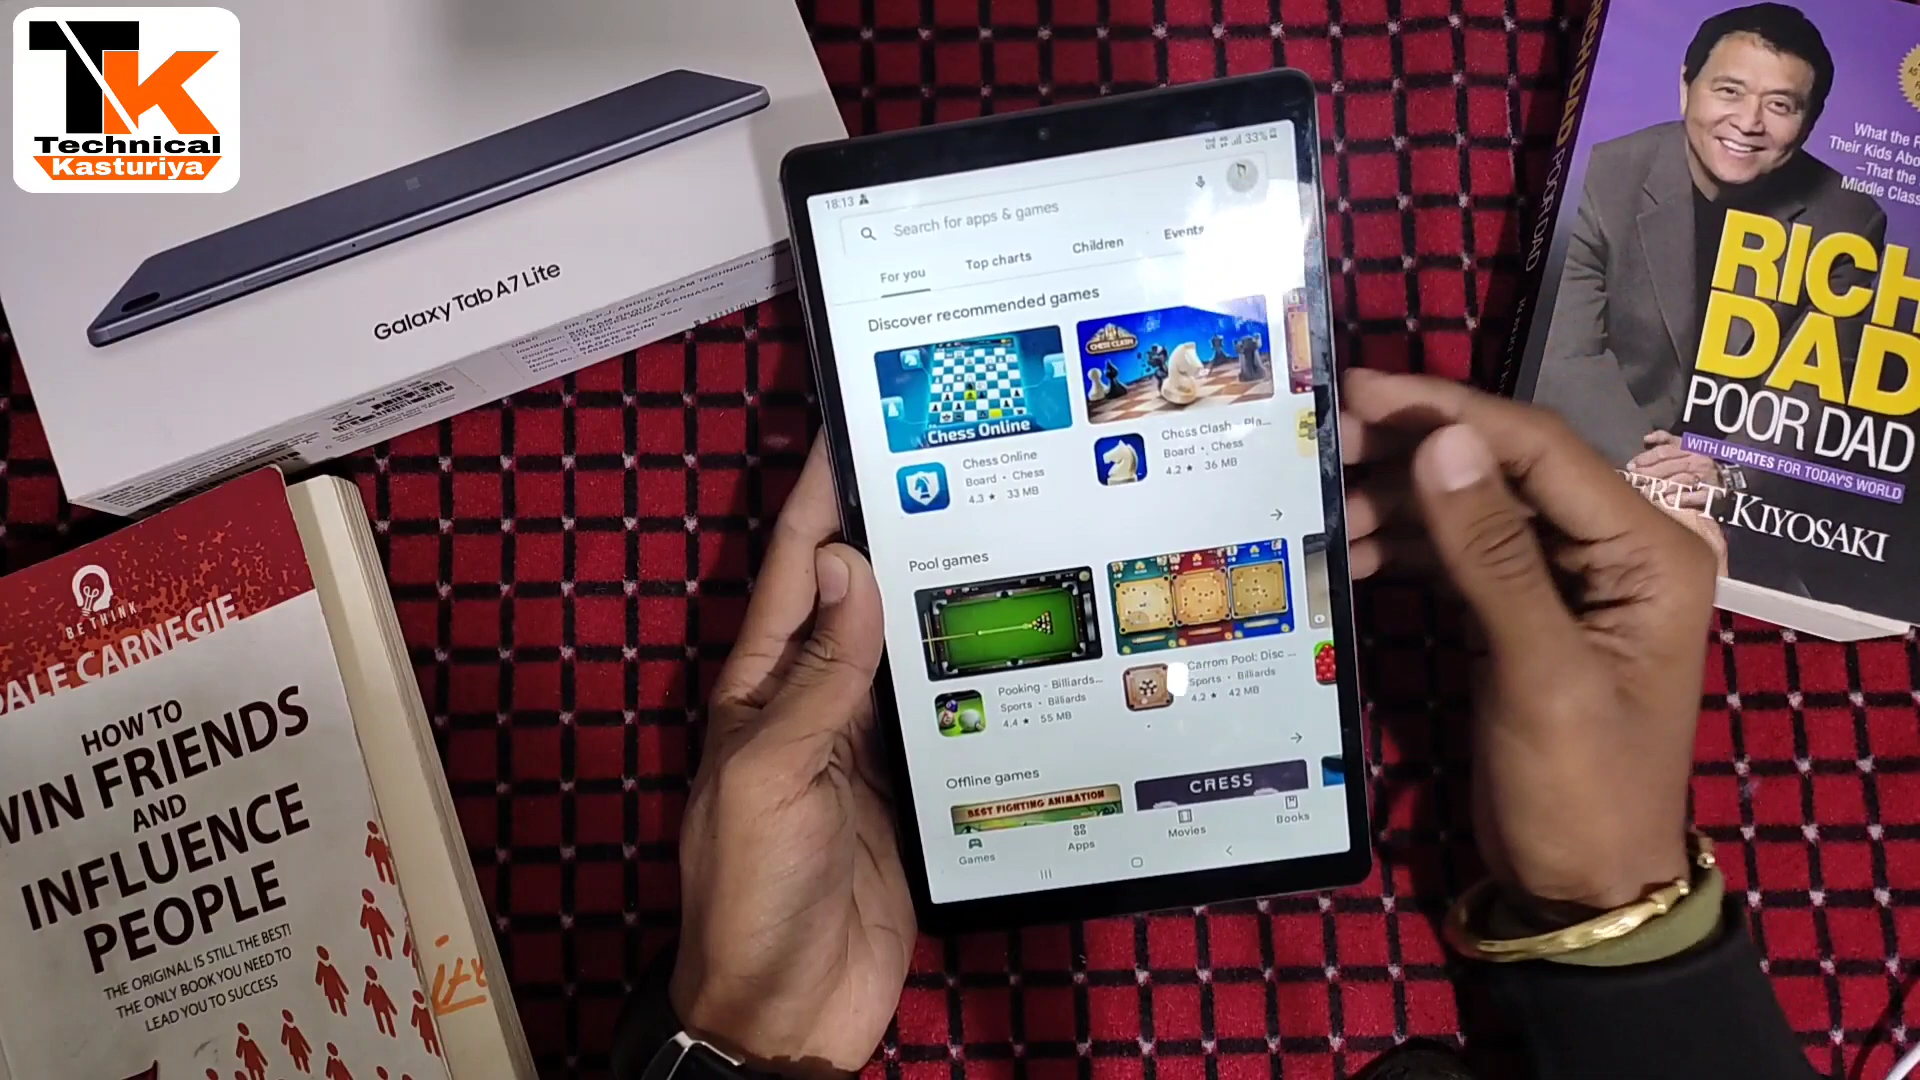 TK
Technical
Kasturiya
Galaxy Tab A7 Lite
18:13
33%
Search for apps & games
For you
Top charts
Children
Events
Discover recommended games
CHESS CLASH
Chess Online
Chess Online
Board • Chess
4.3 ★ 33 MB
Chess Clash - Pla...
Board • Chess
4.2 ★ 36 MB
Pool games
Pooking - Billiards...
Sports • Billiards
4.4 ★ 55 MB
Carrom Pool: Disc ...
Sports • Billiards
4.2 ★ 42 MB
Offline games
BEST FIGHTING ANIMATION
CHESS
Games
Apps
Movies
Books
BE THINK
DALE CARNEGIE
HOW TO
WIN FRIENDS
AND
INFLUENCE
PEOPLE
THE ORIGINAL IS STILL THE BEST!
THE ONLY BOOK YOU NEED TO
LEAD YOU TO SUCCESS
RICH DAD POOR DAD
What the R
Their Kids Abo
—That the
Middle Class
RICH
DAD
POOR DAD
WITH UPDATES FOR TODAY'S WORLD
ERT T. KIYOSAKI